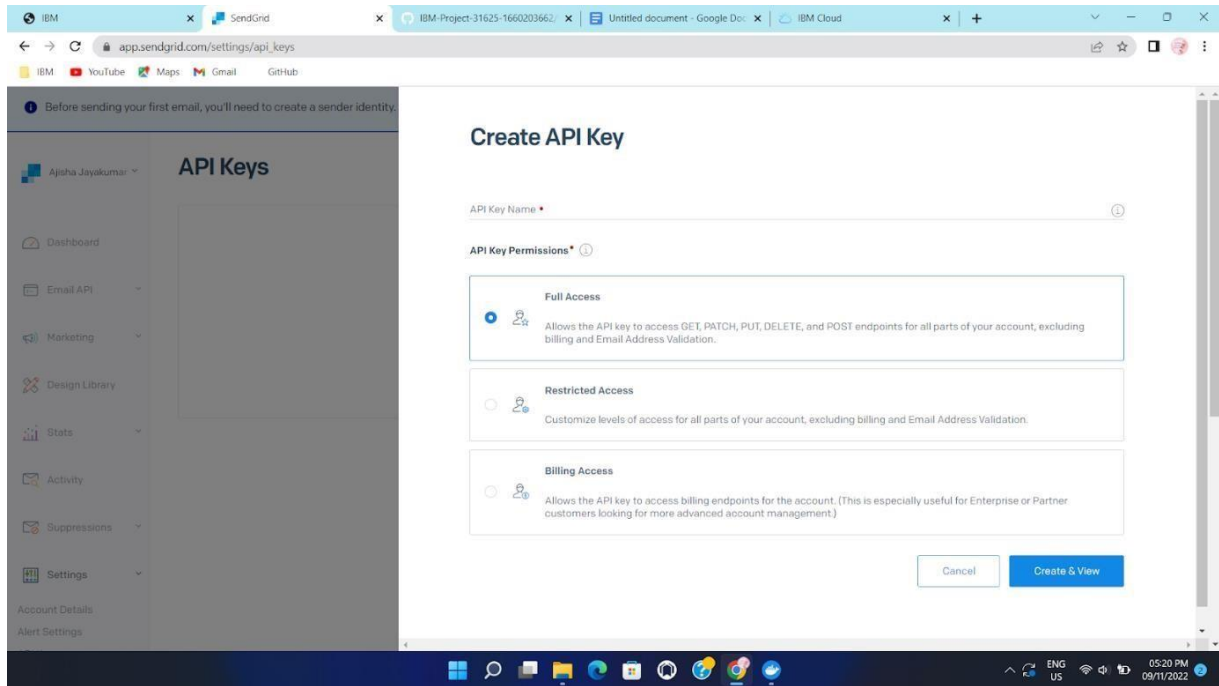 IBM
SendGrid
IBM-Project-31625-1660203662/
Untitled document - Google Doc
IBM Cloud
app.sendgrid.com/settings/api_keys
IBM YouTube Maps Gmail GitHub
Before sending your first email, you'll need to create a sender identity.
Ajisha Jayakumar
API Keys
Dashboard
Email API
Marketing
Design Library
Stats
Activity
Suppressions
Settings
Account Details
Alert Settings
Create API Key
API Key Name
API Key Permissions
Full Access
Allows the API key to access GET, PATCH, PUT, DELETE, and POST endpoints for all parts of your account, excluding
billing and Email Address Validation.
Restricted Access
Customize levels of access for all parts of your account, excluding billing and Email Address Validation.
Billing Access
Allows the API key to access billing endpoints for the account. (This is especially useful for Enterprise or Partner
customers looking for more advanced account management.)
Cancel
Create & View
ENG
US
05:20 PM
09/11/2022
2